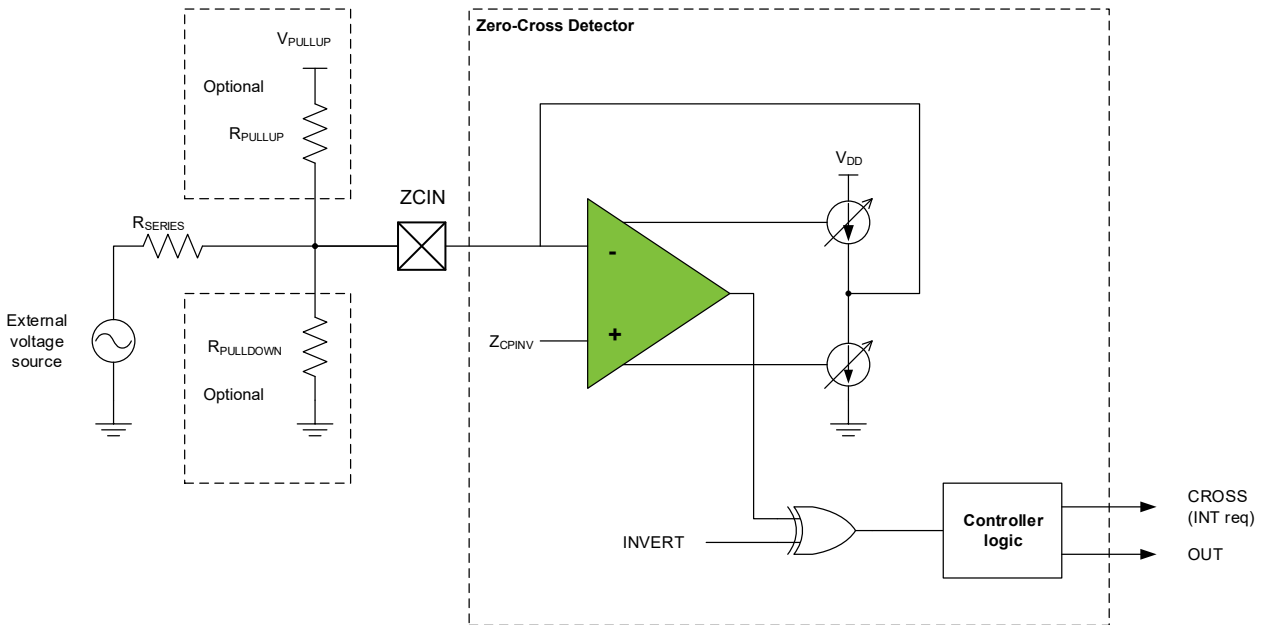 Zero-Cross Detector
VPULLUP
Optional
RPULLUP
VDD
ZCIN
RSERIES
-
External
voltage
source
+
ZCPINV
RPULLDOWN
Optional
CROSS
(INT req)
Controller
logic
INVERT
OUT